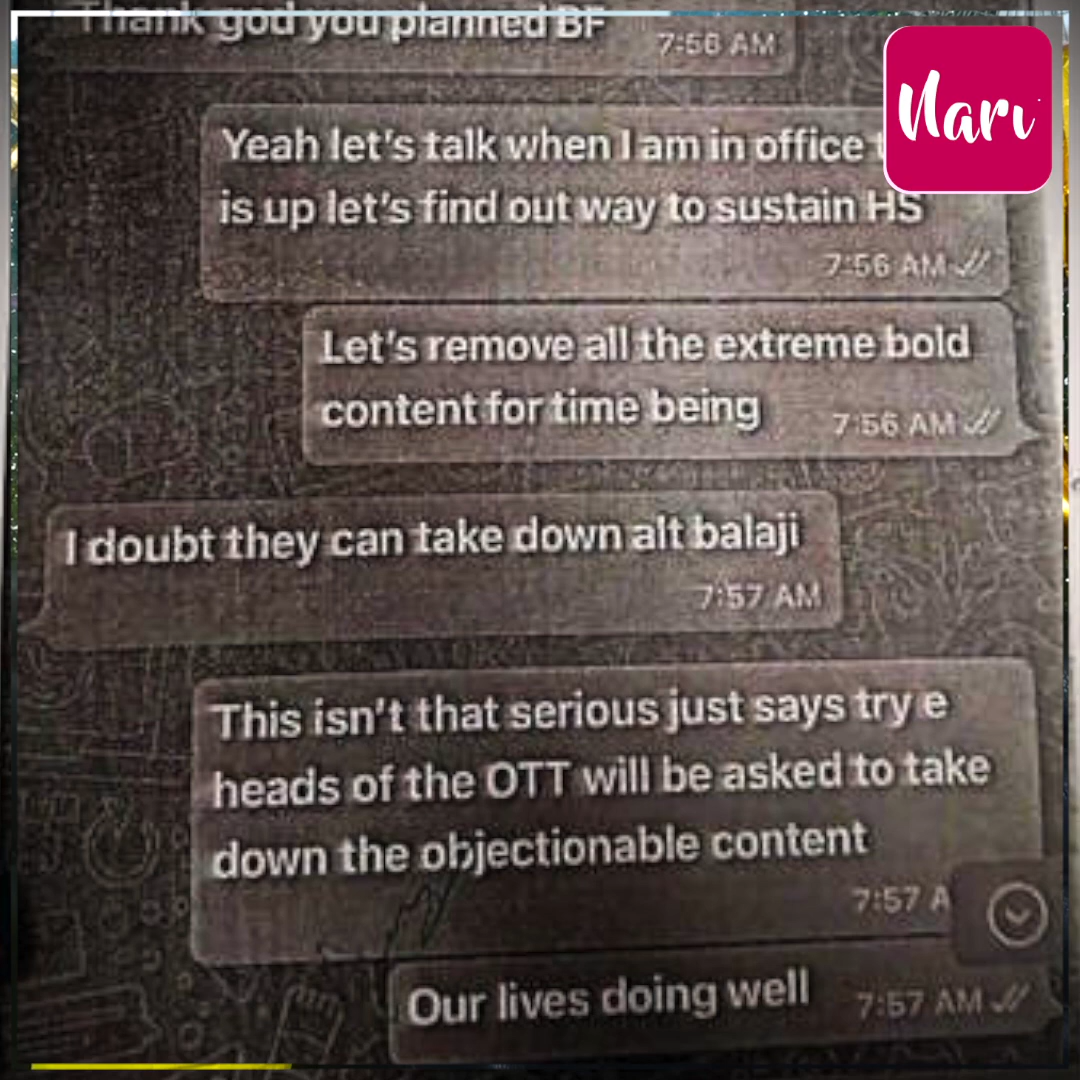 Thank god you planned BF
7:56 AM
Nari
Yeah let's talk when I am in office
is up let's find out way to sustain HS
7:56 AM
Let's remove all the extreme bold
content for time being
7:56 AM
I doubt they can take down alt balaji
7:57 AM
This isn't that serious just says try e
heads of the OTT will be asked to take
down the objectionable content
7:57 A
Our lives doing well
7:57 AM